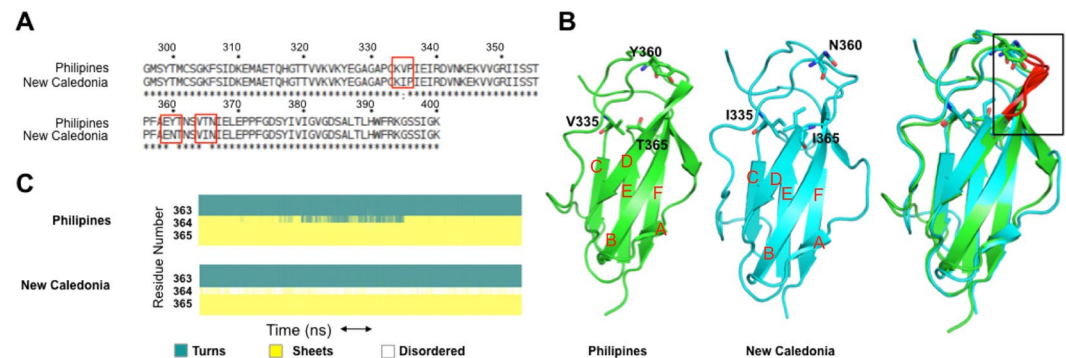 A
300 310 320 330 340 350
Philipines GMSYTMCSGKFSIDKEMAETQHGTTVVKVKYEGAGAPCKVPIEIRDVNKEKVVGRIISST
New Caledonia GMSYTMCSGKFSIDKEMAETQHGTTVVKVKYEGAGAPCKIPIEIRDVNKEKVVGRIISST
***************************************:********************
360 370 380 390 400
Philipines PFAEYTNSVTNIELEPPFGDSYIVIGVGDSALTLHWFRKGSSIGK
New Caledonia PFAENTNSVINIELEPPFGDSYIVIGVGDSALTLHWFRKGSSIGK
**** **** ***********************************
B
Y360
V335
T365
C
D
E
F
B
A
Philipines
N360
I335
I365
C
D
E
F
B
A
New Caledonia
C
Residue Number
Philipines
363
364
365
New Caledonia
363
364
365
Time (ns)
Turns Sheets Disordered